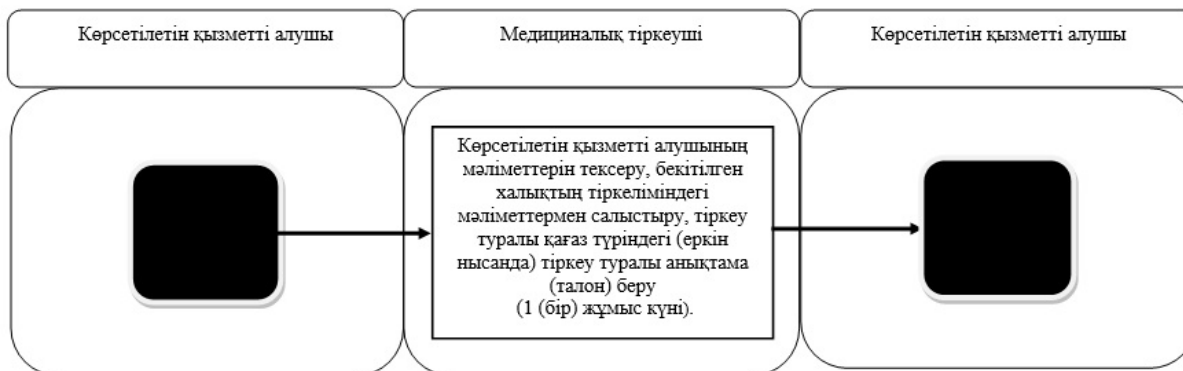 Көрсетілетін қызметті алушы
Медициналық тіркеуші
Көрсетілетін қызметті алушы
Көрсетілетін қызметті алушының
мәліметтерін тексеру, бекітілген
халықтың тіркеліміндегі
мәліметтермен салыстыру, тіркеу
туралы қағаз түріндегі (еркін
нысанда) тіркеу туралы анықтама
(талон) беру
(1 (бір) жұмыс күні).